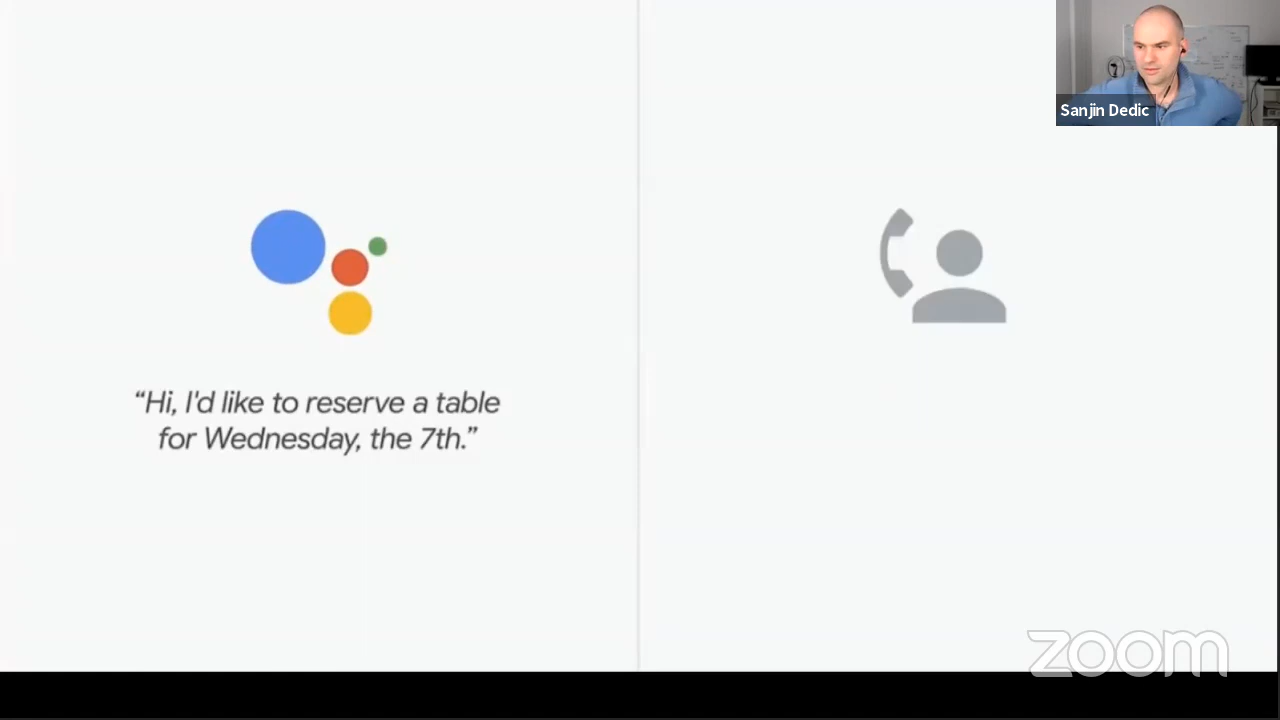 Sanjin Dedic
“Hi, I'd like to reserve a table
for Wednesday, the 7th.”
zoom